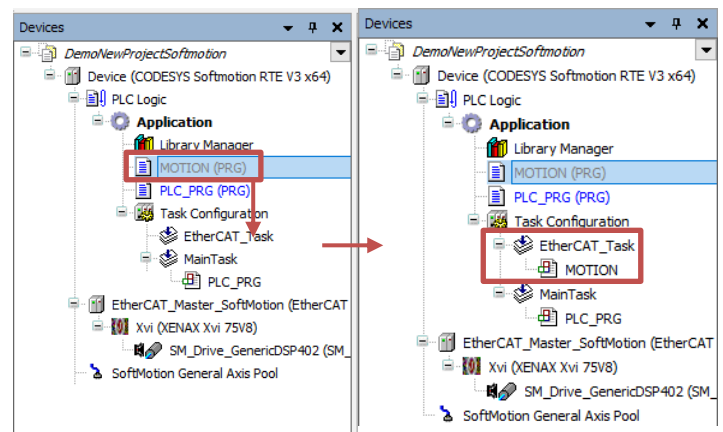 Devices
DemoNewProjectSoftmotion
Device (CODESYS Softmotion RTE V3 x64)
PLC Logic
Application
Library Manager
MOTION (PRG)
PLC_PRG (PRG)
Task Configuration
EtherCAT_Task
MainTask
PLC_PRG
EtherCAT_Master_SoftMotion (EtherCAT
Xvi (XENAX Xvi 75V8)
SM_Drive_GenericDSP402 (SM_
SoftMotion General Axis Pool
Devices
DemoNewProjectSoftmotion
Device (CODESYS Softmotion RTE V3 x64)
PLC Logic
Application
Library Manager
MOTION (PRG)
PLC_PRG (PRG)
Task Configuration
EtherCAT_Task
MOTION
MainTask
PLC_PRG
EtherCAT_Master_SoftMotion (EtherCAT
Xvi (XENAX Xvi 75V8)
SM_Drive_GenericDSP402 (SM_
SoftMotion General Axis Pool